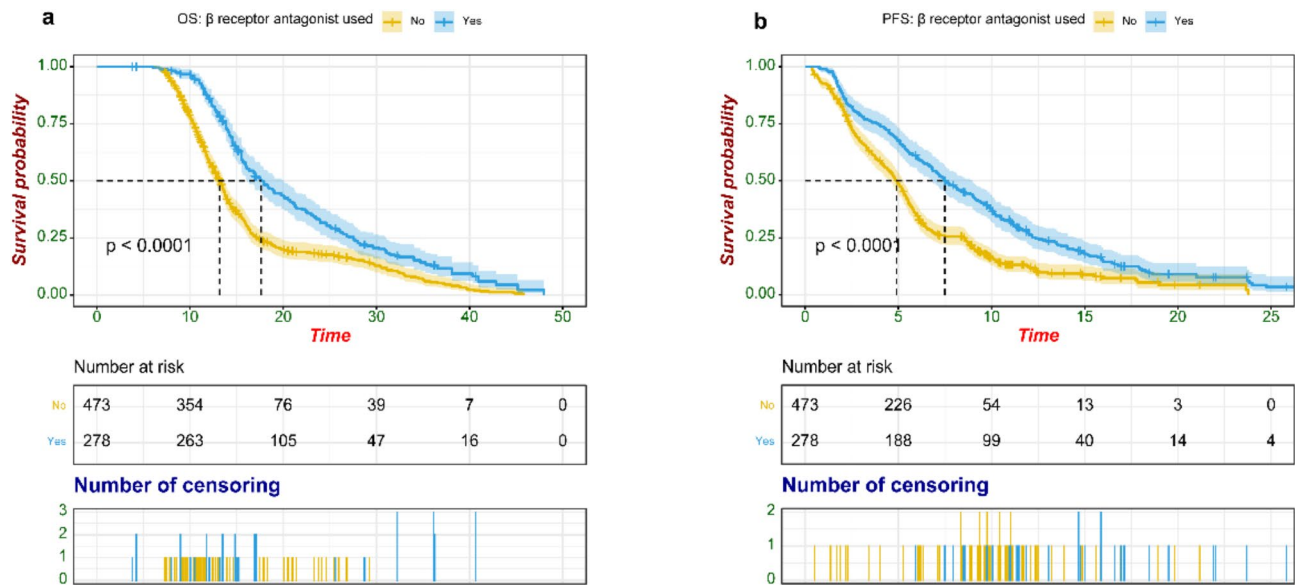 a
OS: β receptor antagonist used No Yes
1.00
0.75
0.50
0.25
0.00
Survival probability
p < 0.0001
0 10 20 30 40 50
Time
Number at risk
No 473 354 76 39 7 0
Yes 278 263 105 47 16 0
Number of censoring
3
2
1
0
b
PFS: β receptor antagonist used No Yes
1.00
0.75
0.50
0.25
0.00
Survival probability
p < 0.0001
0 5 10 15 20 25
Time
Number at risk
No 473 226 54 13 3 0
Yes 278 188 99 40 14 4
Number of censoring
2
1
0